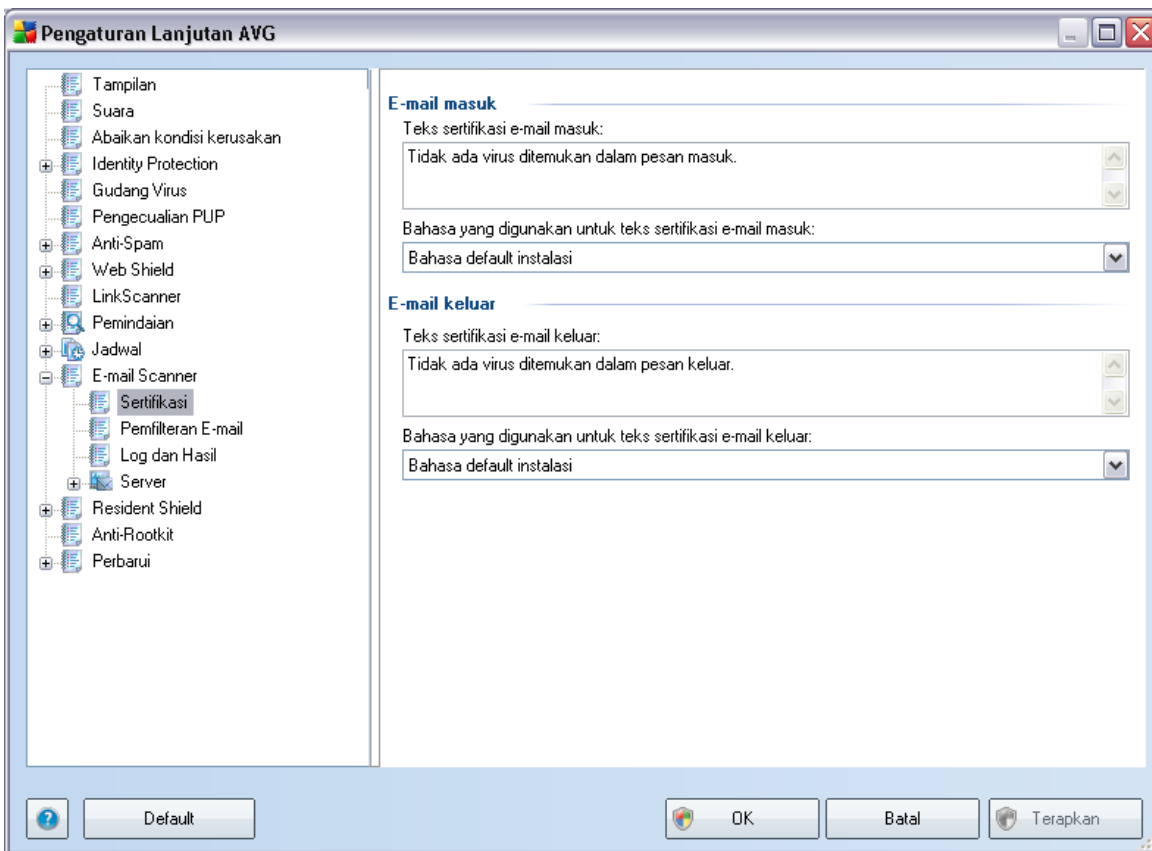 Pengaturan Lanjutan AVG
Tampilan
Suara
Abaikan kondisi kerusakan
Identity Protection
Gudang Virus
Pengecualian PUP
Anti-Spam
Web Shield
LinkScanner
Pemindaian
Jadwal
E-mail Scanner
Sertifikasi
Pemfilteran E-mail
Log dan Hasil
Server
Resident Shield
Anti-Rootkit
Perbarui
E-mail masuk
Teks sertifikasi e-mail masuk:
Tidak ada virus ditemukan dalam pesan masuk.
Bahasa yang digunakan untuk teks sertifikasi e-mail masuk:
Bahasa default instalasi
E-mail keluar
Teks sertifikasi e-mail keluar:
Tidak ada virus ditemukan dalam pesan keluar.
Bahasa yang digunakan untuk teks sertifikasi e-mail keluar:
Bahasa default instalasi
? Default OK Batal Terapkan